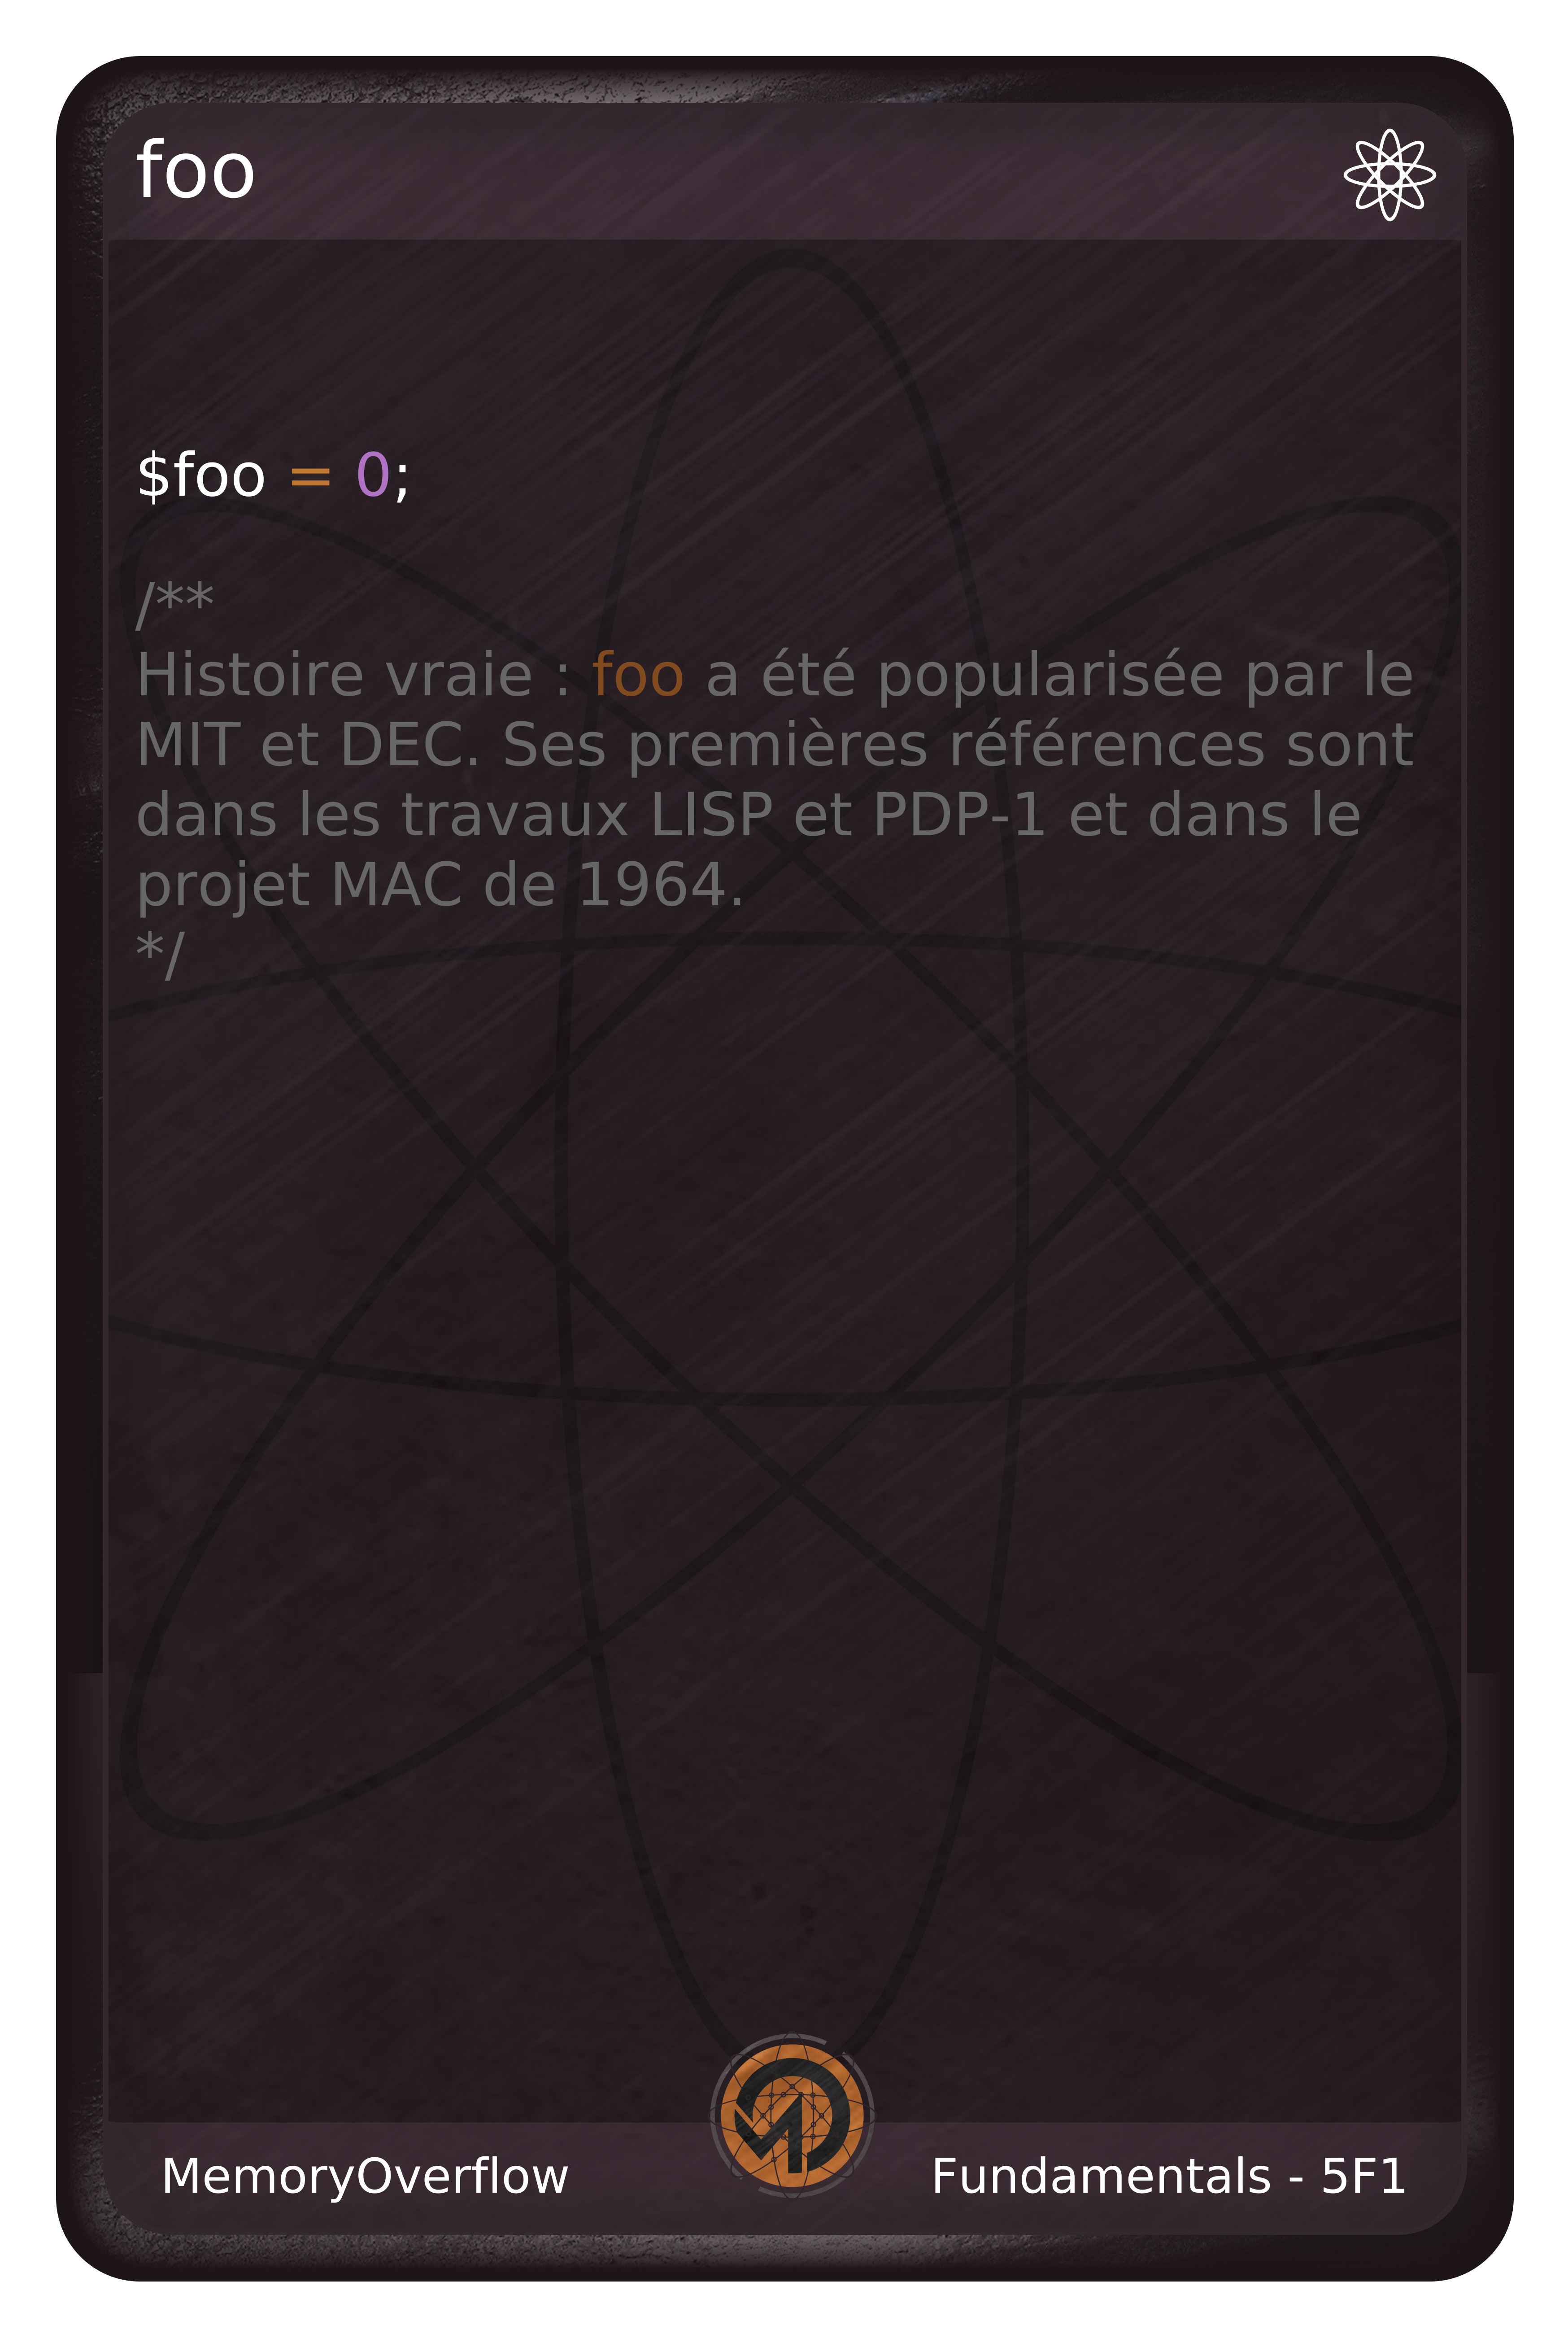 foo
$foo = 0;
/**
Histoire vraie : foo a été popularisée par le
MIT et DEC. Ses premières références sont
dans les travaux LISP et PDP-1 et dans le
projet MAC de 1964.
*/
MemoryOverflow
Fundamentals - 5F1